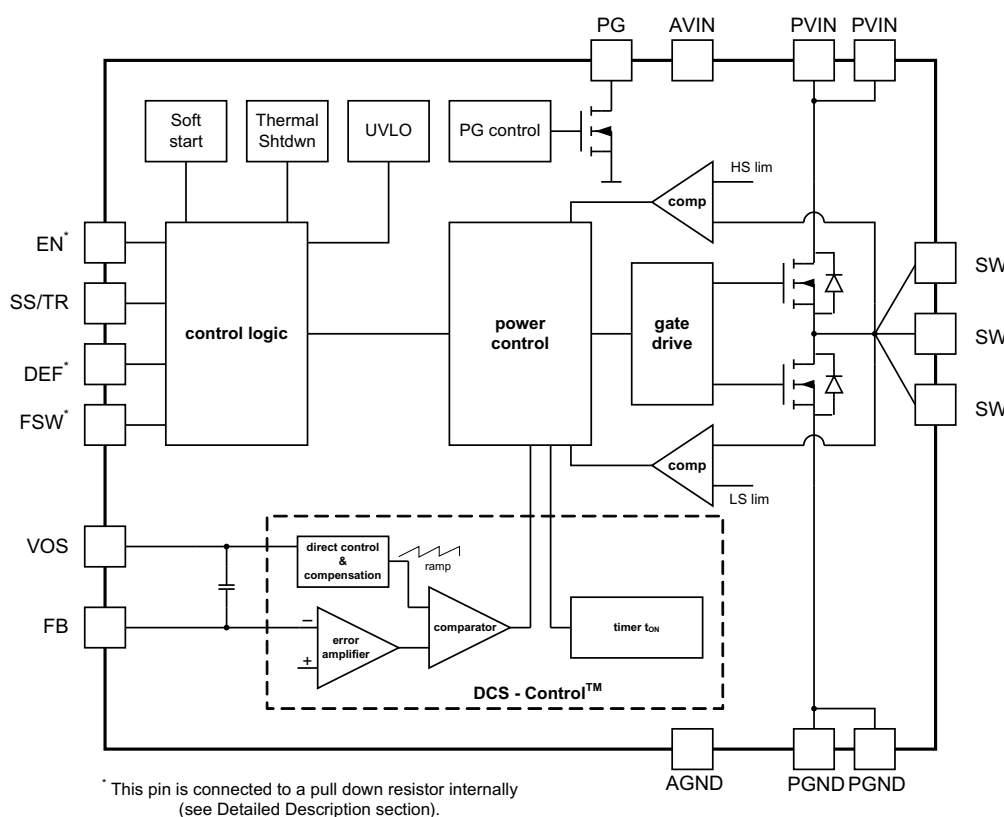 PG
AVIN
PVIN
PVIN
Soft
start
Thermal
Shtdwn
UVLO
PG control
HS lim
comp
EN*
SS/TR
DEF*
FSW*
control logic
power
control
gate
drive
SW
SW
SW
comp
LS lim
VOS
FB
direct control
&
compensation
ramp
error
amplifier
comparator
timer tON
DCS - Control™
AGND
PGND
PGND
* This pin is connected to a pull down resistor internally
(see Detailed Description section).